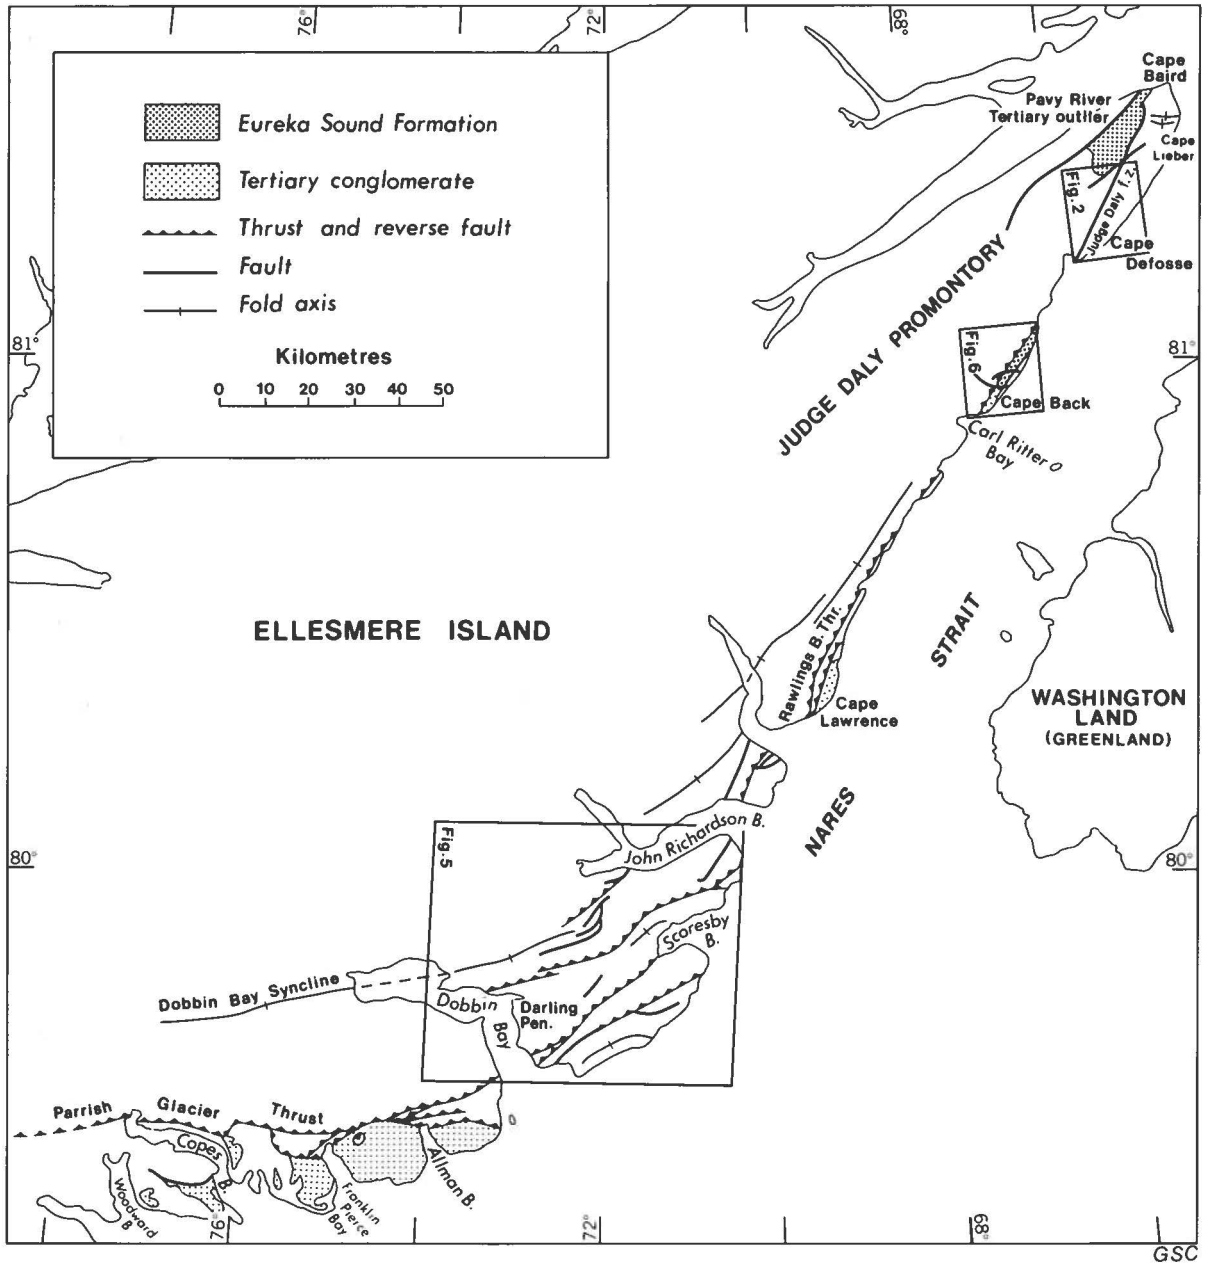 76°
72°
68°
Eureka Sound Formation
Tertiary conglomerate
Thrust and reverse fault
Fault
Fold axis
Kilometres
0 10 20 30 40 50
Cape
Baird
Pavy River
Tertiary outlier
Cape
Lieber
Fig.2
Judge Daly f.z.
Cape
Defosse
JUDGE DALY PROMONTORY
81°
81°
Fig.6
Cape Back
Carl Ritter
Bay
ELLESMERE ISLAND
Rawlings B. Thr.
Cape
Lawrence
NARES STRAIT
WASHINGTON
LAND
(GREENLAND)
80°
80°
Fig.5
John Richardson B.
Scoresby
B.
Dobbin Bay Syncline
Dobbin
Bay
Darling
Pen.
Parrish Glacier Thrust
Copes
B.
Woodward
B
Franklin
Pierce
Bay
Allman B.
76°
72°
68°
GSC